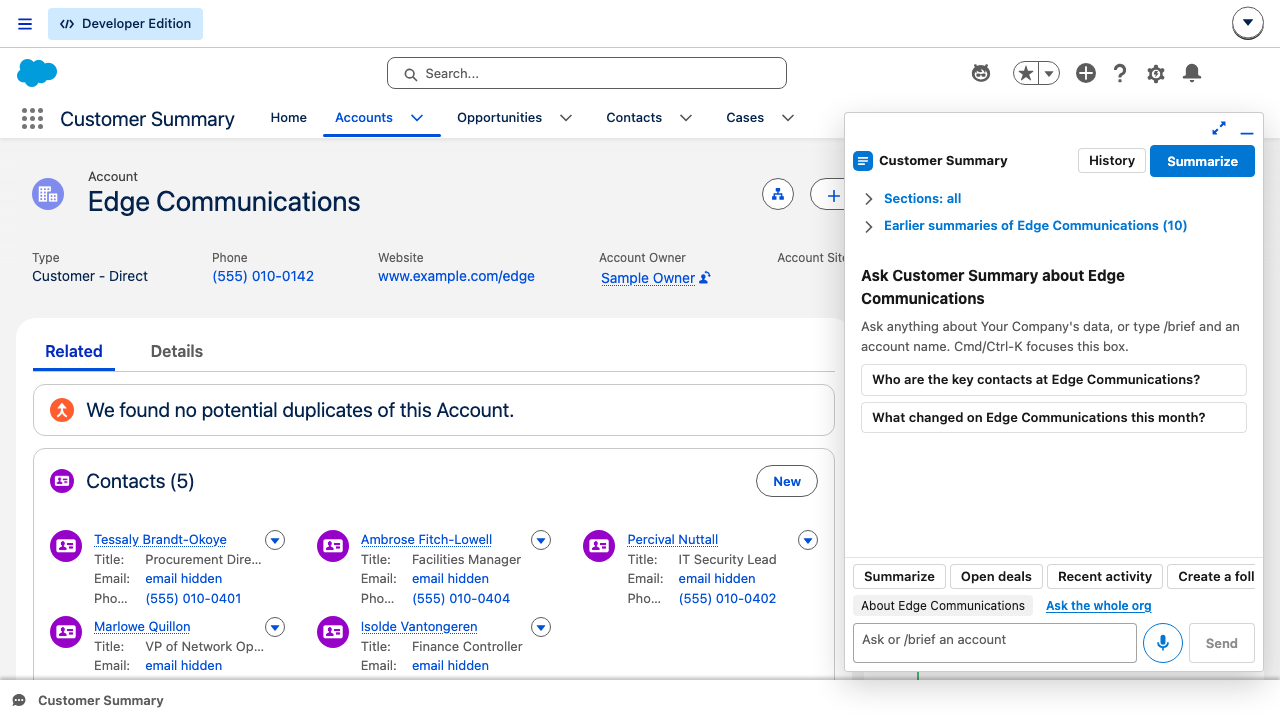 Developer Edition
Search...
Customer Summary
Home
Accounts
Opportunities
Contacts
Cases
Account
Edge Communications
Type
Customer - Direct
Phone
(555) 010-0142
Website
www.example.com/edge
Account Owner
Sample Owner
Account Site
Related
Details
We found no potential duplicates of this Account.
Contacts (5)
New
Tessaly Brandt-Okoye
Title: Procurement Dire...
Email: email hidden
Pho... (555) 010-0401
Ambrose Fitch-Lowell
Title: Facilities Manager
Email: email hidden
Pho... (555) 010-0404
Percival Nuttall
Title: IT Security Lead
Email: email hidden
Pho... (555) 010-0402
Marlowe Quillon
Title: VP of Network Op...
Email: email hidden
Isolde Vantongeren
Title: Finance Controller
Email: email hidden
Customer Summary
History
Summarize
Sections: all
Earlier summaries of Edge Communications (10)
Ask Customer Summary about Edge
Communications
Ask anything about Your Company's data, or type /brief and an
account name. Cmd/Ctrl-K focuses this box.
Who are the key contacts at Edge Communications?
What changed on Edge Communications this month?
Summarize
Open deals
Recent activity
Create a foll
About Edge Communications
Ask the whole org
Ask or /brief an account
Send
Customer Summary